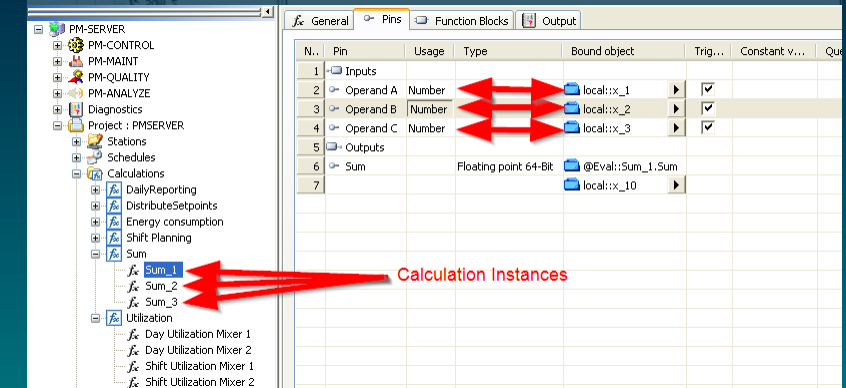 PM-SERVER
PM-CONTROL
PM-MAINT
PM-QUALITY
PM-ANALYZE
Diagnostics
Project : PMSERVER
Stations
Schedules
Calculations
DailyReporting
DistributeSetpoints
Energy consumption
Shift Planning
Sum
Sum_1
Sum_2
Sum_3
Utilization
Day Utilization Mixer 1
Day Utilization Mixer 2
Shift Utilization Mixer 1
Shift Utilization Mixer 2
Calculation Instances
fx General Pins Function Blocks Output
N.. Pin Usage Type Bound object Trig... Constant v... Que
1 Inputs
2 Operand A Number local::x_1
3 Operand B Number local::x_2
4 Operand C Number local::x_3
5 Outputs
6 Sum Floating point 64-Bit @Eval::Sum_1.Sum
7 local::x_10